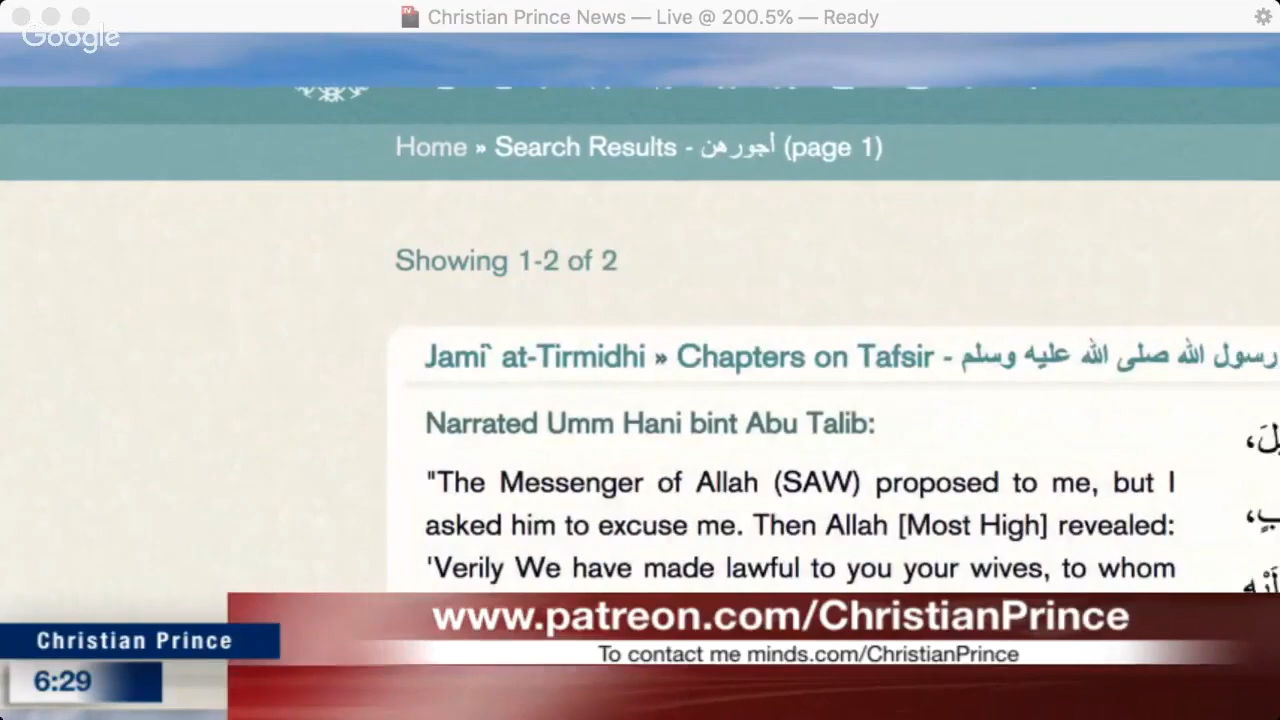 Christian Prince News — Live @ 200.5% — Ready
Google
Home » Search Results - أجورهن (page 1)
Showing 1-2 of 2
Jami` at-Tirmidhi » Chapters on Tafsir - رسول الله صلى الله عليه وسلم
Narrated Umm Hani bint Abu Talib:
"The Messenger of Allah (SAW) proposed to me, but I
asked him to excuse me. Then Allah [Most High] revealed:
'Verily We have made lawful to you your wives, to whom
www.patreon.com/ChristianPrince
Christian Prince
To contact me minds.com/ChristianPrince
6:29